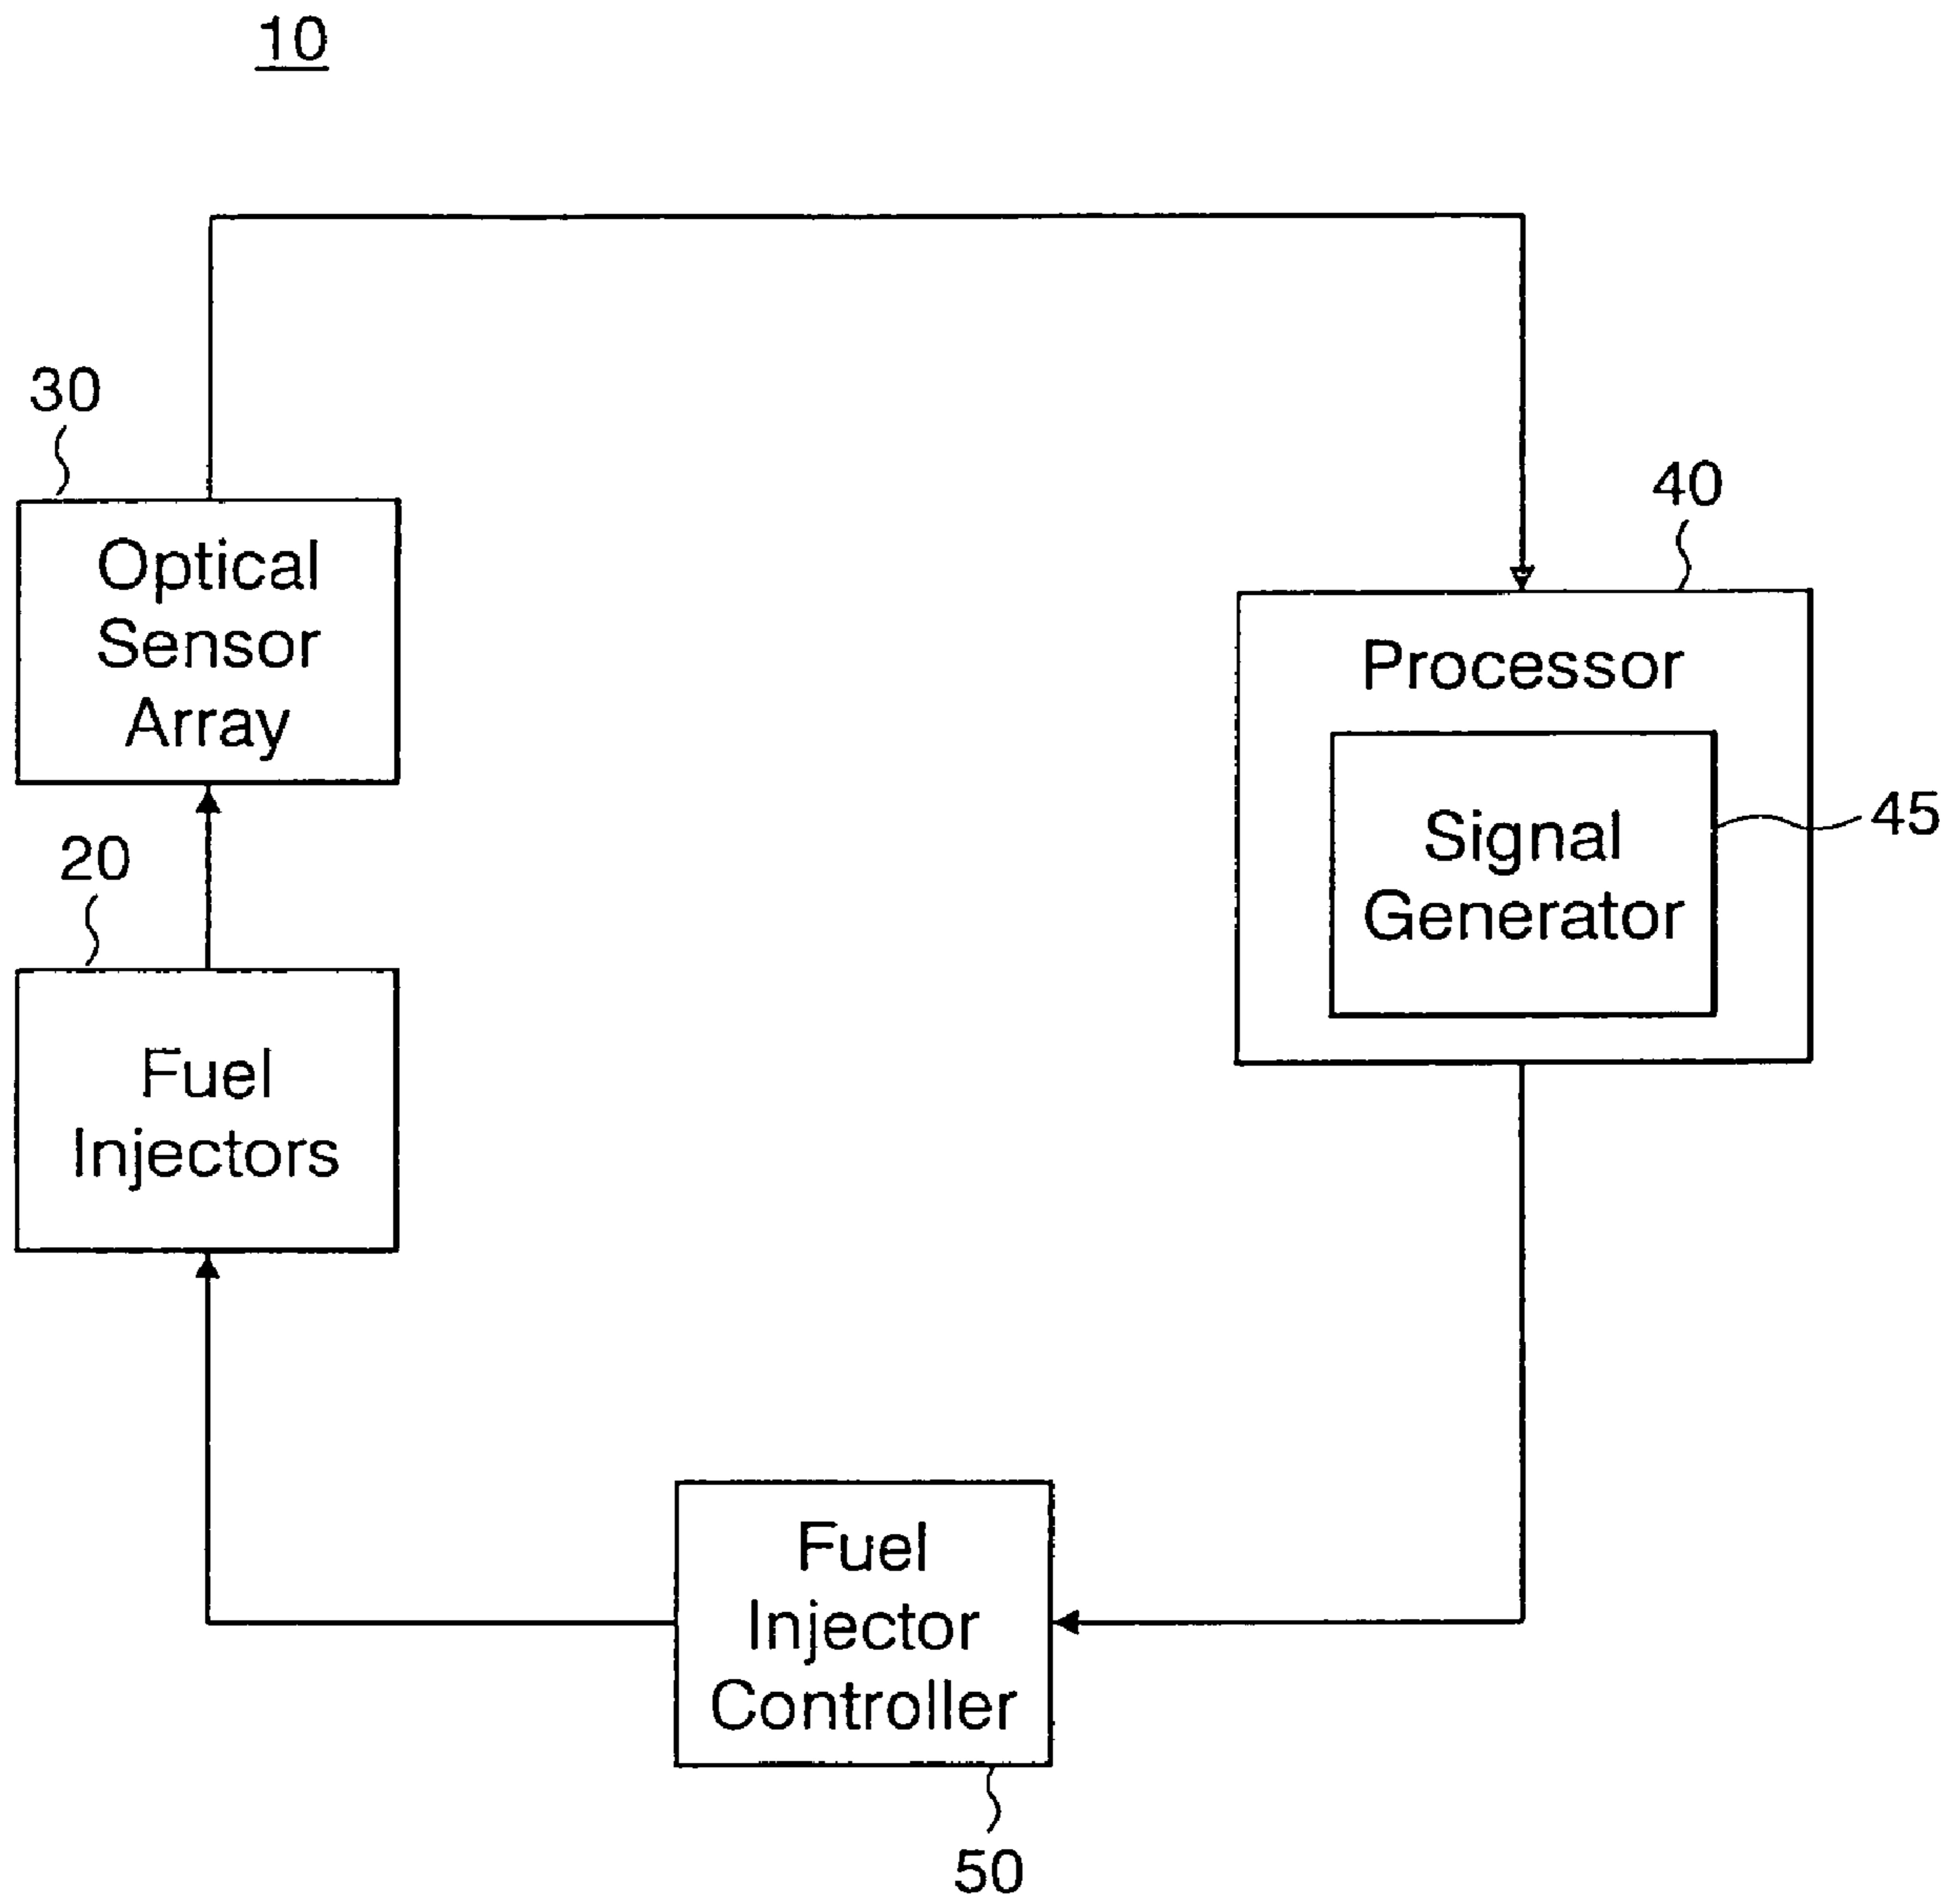 10
30
Optical
Sensor
Array
40
Processor
Signal
Generator
45
20
Fuel
Injectors
Fuel
Injector
Controller
50